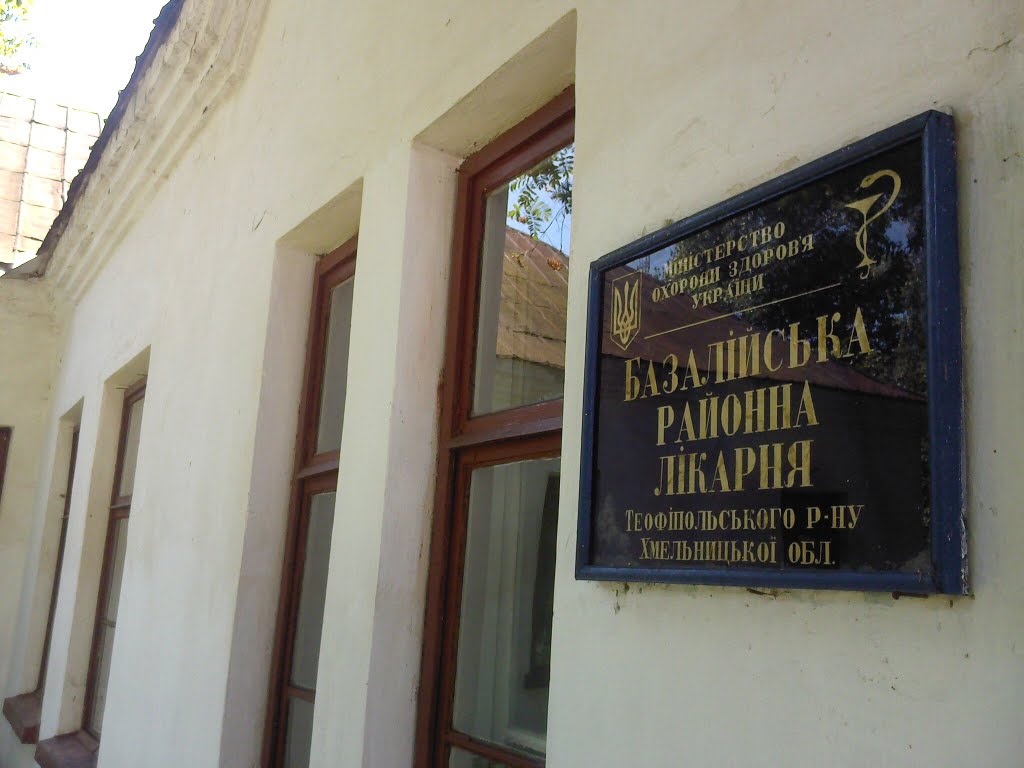 МІНІСТЕРСТВО
ОХОРОНИ ЗДОРОВ'Я
УКРАЇНИ
БАЗАЛІЙСЬКА
РАЙОННА
ЛІКАРНЯ
ТЕОФІПОЛЬСЬКОГО Р-НУ
ХМЕЛЬНИЦЬКОЇ ОБЛ.